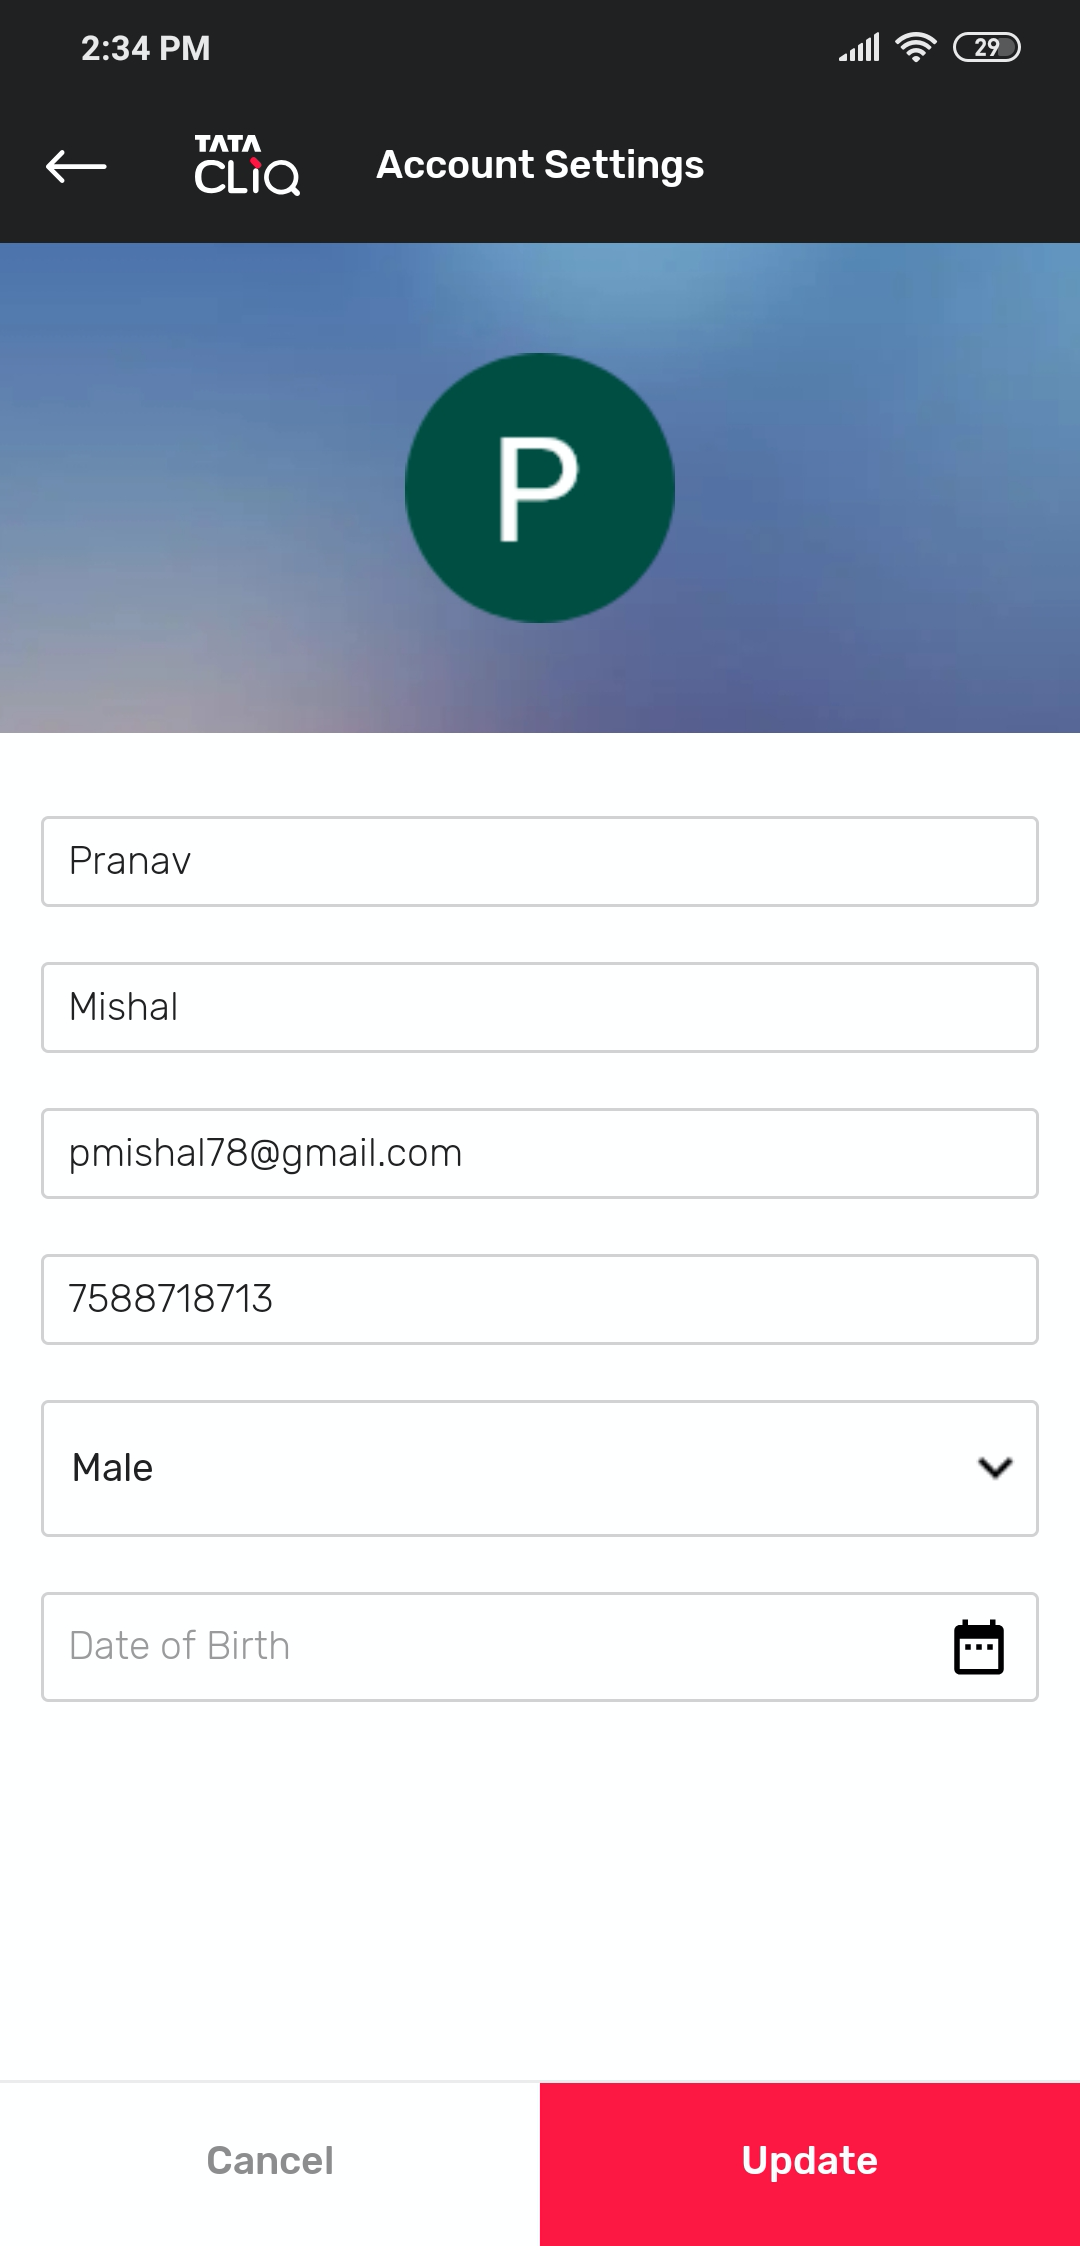 2:34 PM
29
TATA
CLiQ
Account Settings
P
Pranav
Mishal
pmishal78@gmail.com
7588718713
Male
Date of Birth
Cancel
Update